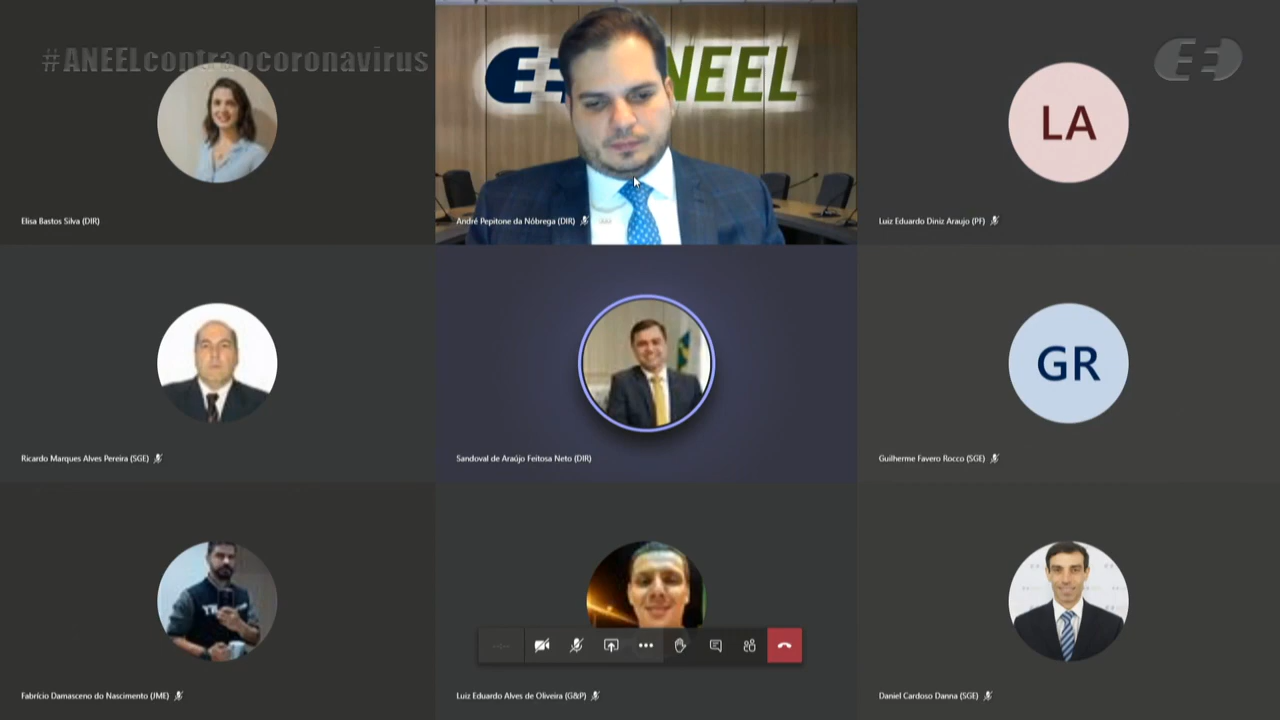 #ANEELcontraocoronavírus
ANEEL
LA
Elisa Bastos Silva (DIR)
André Pepitone da Nóbrega (DIR)
Luiz Eduardo Diniz Araujo (PF)
GR
Ricardo Marques Alves Pereira (SGE)
Sandoval de Araújo Feitosa Neto (DIR)
Guilherme Favero Rocco (SGE)
Fabrício Damasceno do Nascimento (JME)
Luiz Eduardo Alves de Oliveira (G&P)
Daniel Cardoso Danna (SGE)